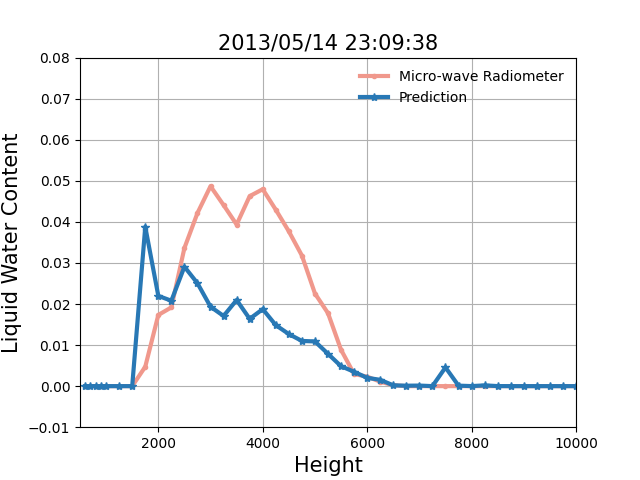 2013/05/14 23:09:38
Micro-wave Radiometer
Prediction
Liquid Water Content
0.08
0.07
0.06
0.05
0.04
0.03
0.02
0.01
0.00
−0.01
2000 4000 6000 8000 10000
Height